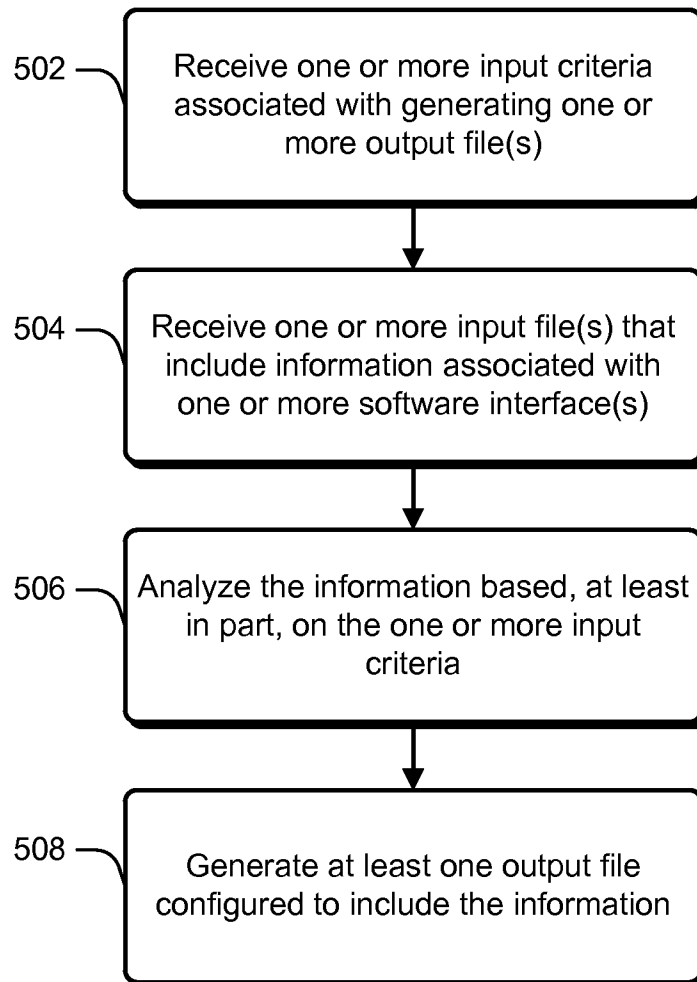 502
Receive one or more input criteria
associated with generating one or
more output file(s)
504
Receive one or more input file(s) that
include information associated with
one or more software interface(s)
506
Analyze the information based, at least
in part, on the one or more input
criteria
508
Generate at least one output file
configured to include the information